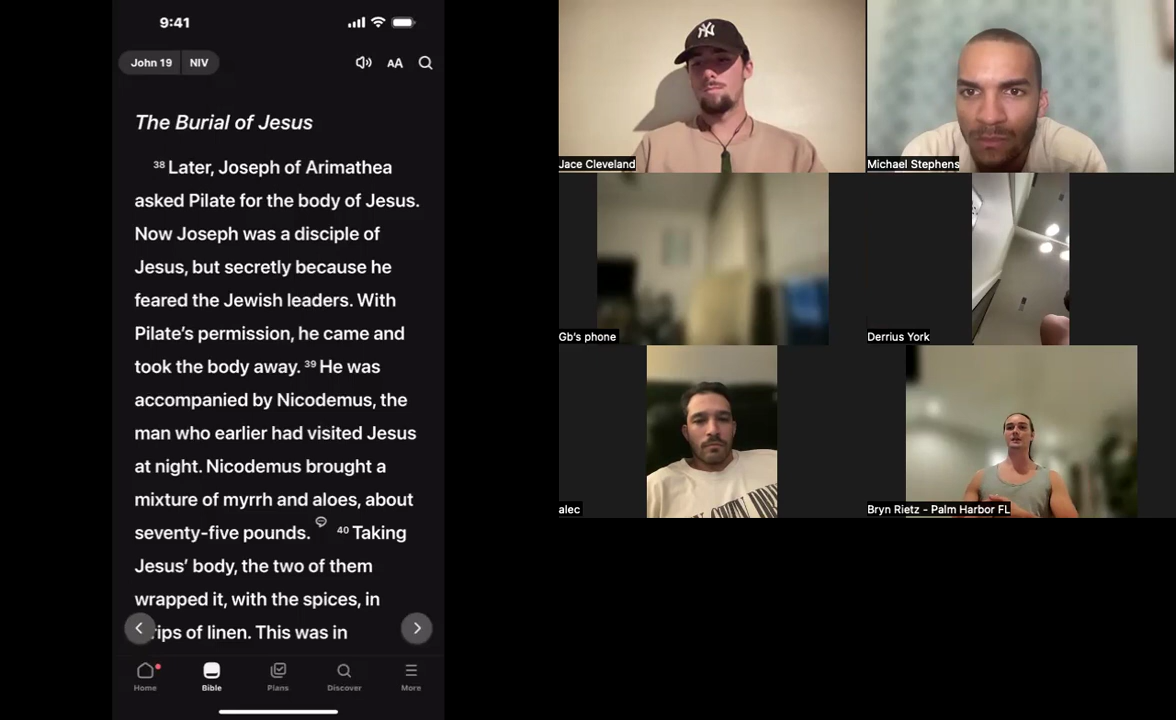 9:41
John 19 NIV AA
The Burial of Jesus
38 Later, Joseph of Arimathea
asked Pilate for the body of Jesus.
Now Joseph was a disciple of
Jesus, but secretly because he
feared the Jewish leaders. With
Pilate’s permission, he came and
took the body away. 39 He was
accompanied by Nicodemus, the
man who earlier had visited Jesus
at night. Nicodemus brought a
mixture of myrrh and aloes, about
seventy-five pounds. 40 Taking
Jesus’ body, the two of them
wrapped it, with the spices, in
of linen. This was in
Home Bible Plans Discover More
NY
Jace Cleveland
Michael Stephens
Gb's phone
Derrius York
alec
Bryn Rietz - Palm Harbor FL